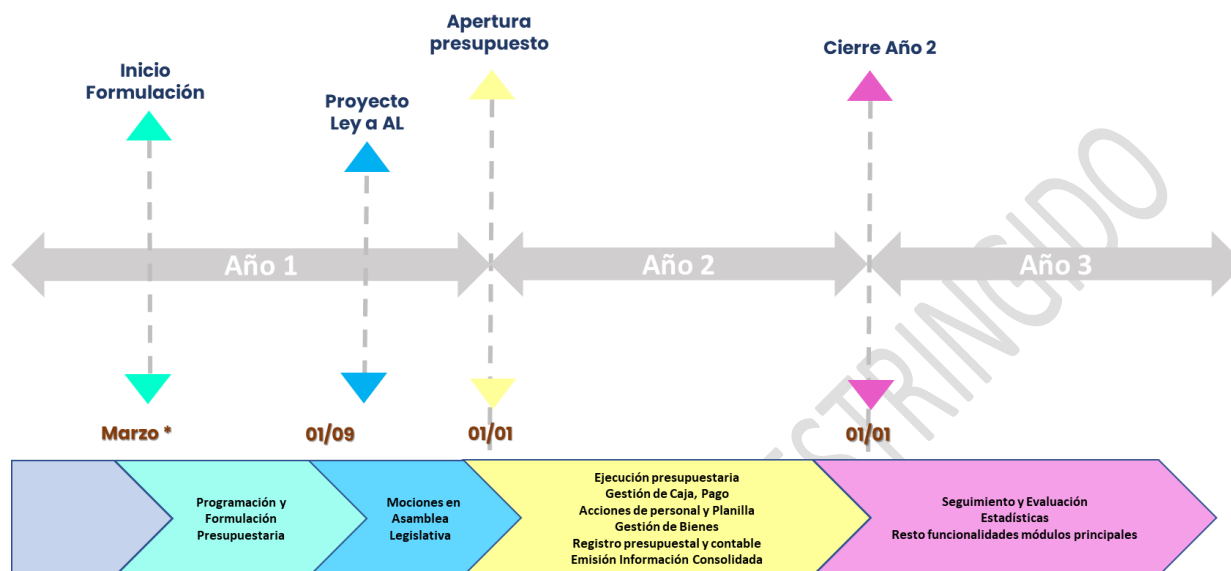 Apertura
presupuesto
Cierre Año 2
Inicio
Formulación
Proyecto
Ley a AL
Año 1
Año 2
Año 3
Marzo *
01/09
01/01
01/01
Programación y
Formulación
Presupuestaria
Mociones en
Asamblea
Legislativa
Ejecución presupuestaria
Gestión de Caja, Pago
Acciones de personal y Planilla
Gestión de Bienes
Registro presupuestal y contable
Emisión Información Consolidada
Seguimiento y Evaluación
Estadísticas
Resto funcionalidades módulos principales